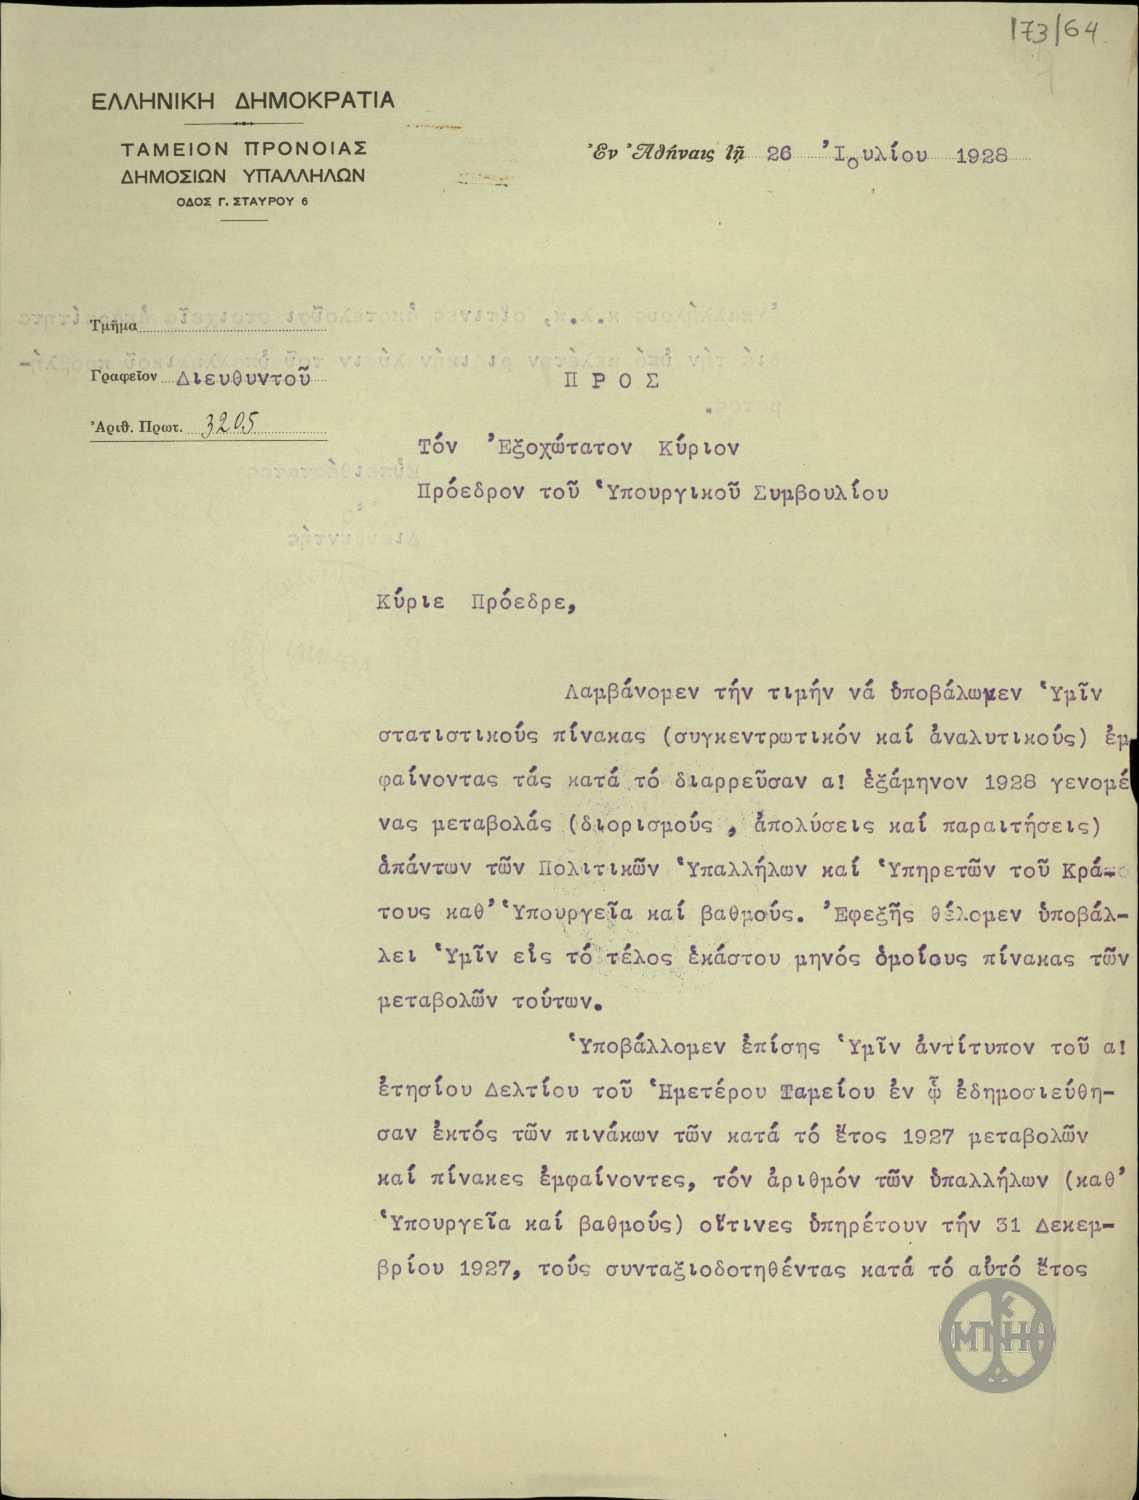 173/64
ΕΛΛΗΝΙΚΗ ΔΗΜΟΚΡΑΤΙΑ
ΤΑΜΕΙΟΝ ΠΡΟΝΟΙΑΣ
ΔΗΜΟΣΙΩΝ ΥΠΑΛΛΗΛΩΝ
ΟΔΟΣ Γ. ΣΤΑΥΡΟΥ 6
Ἐν Ἀθήναις τῇ 26 Ἰουλίου 1928
Τμῆμα
Γραφεῖον Διευθυντοῦ
Ἀριθ. Πρωτ. 3205
ΠΡΟΣ
Τόν Ἐξοχώτατον Κύριον
Πρόεδρον τοῦ Ὑπουργικοῦ Συμβουλίου
Κύριε Πρόεδρε,
Λαμβάνομεν τήν τιμήν νά ὑποβάλωμεν Ὑμῖν
στατιστικούς πίνακας (συγκεντρωτικόν καί ἀναλυτικούς) ἐμ
φαίνοντας τάς κατά τό διαρρεῦσαν α! ἑξάμηνον 1928 γενομέ
νας μεταβολάς (διορισμούς , ἀπολύσεις καί παραιτήσεις)
ἁπάντων τῶν Πολιτικῶν Ὑπαλλήλων καί Ὑπηρετῶν τοῦ Κρά-
τους καθ' Ὑπουργεῖα καί βαθμούς. Ἐφεξῆς θέλομεν ὑποβάλ-
λει Ὑμῖν εἰς τό τέλος ἑκάστου μηνός ὁμοίους πίνακας τῶν
μεταβολῶν τούτων.
Ὑποβάλλομεν ἐπίσης Ὑμῖν ἀντίτυπον τοῦ α!
ἐτησίου Δελτίου τοῦ Ἡμετέρου Ταμείου ἐν ᾧ ἐδημοσιεύθη-
σαν ἐκτός τῶν πινάκων τῶν κατά τό ἔτος 1927 μεταβολῶν
καί πίνακες ἐμφαίνοντες, τόν ἀριθμόν τῶν ὑπαλλήλων (καθ'
Ὑπουργεῖα καί βαθμούς) οἵτινες ὑπηρέτουν τήν 31 Δεκεμ-
βρίου 1927, τούς συνταξιοδοτηθέντας κατά τό αὐτό ἔτος